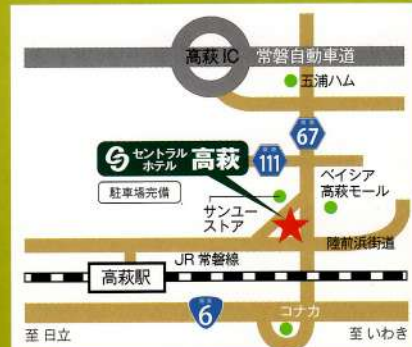 高萩IC
常磐自動車道
五浦ハム
67
セントラル
ホテル
高萩
111
駐車場完備
ベイシア
高萩モール
サンユー
ストア
陸前浜街道
JR 常磐線
高萩駅
6
コナカ
至 日立
至 いわき